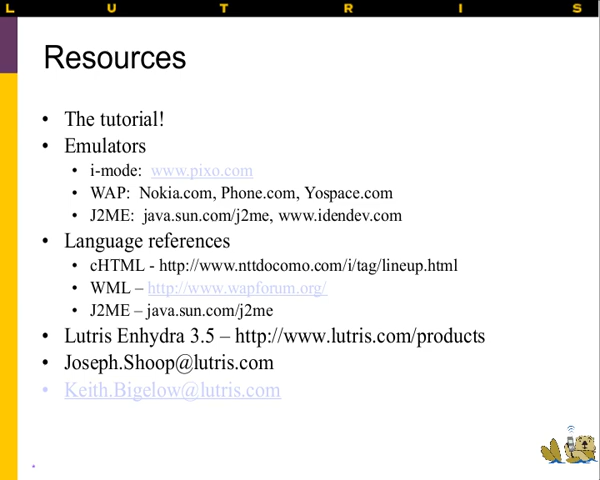 L U T R I S
Resources
• The tutorial!
• Emulators
• i-mode: www.pixo.com
• WAP: Nokia.com, Phone.com, Yospace.com
• J2ME: java.sun.com/j2me, www.idendev.com
• Language references
• cHTML - http://www.nttdocomo.com/i/tag/lineup.html
• WML – http://www.wapforum.org/
• J2ME – java.sun.com/j2me
• Lutris Enhydra 3.5 – http://www.lutris.com/products
• Joseph.Shoop@lutris.com
• Keith.Bigelow@lutris.com